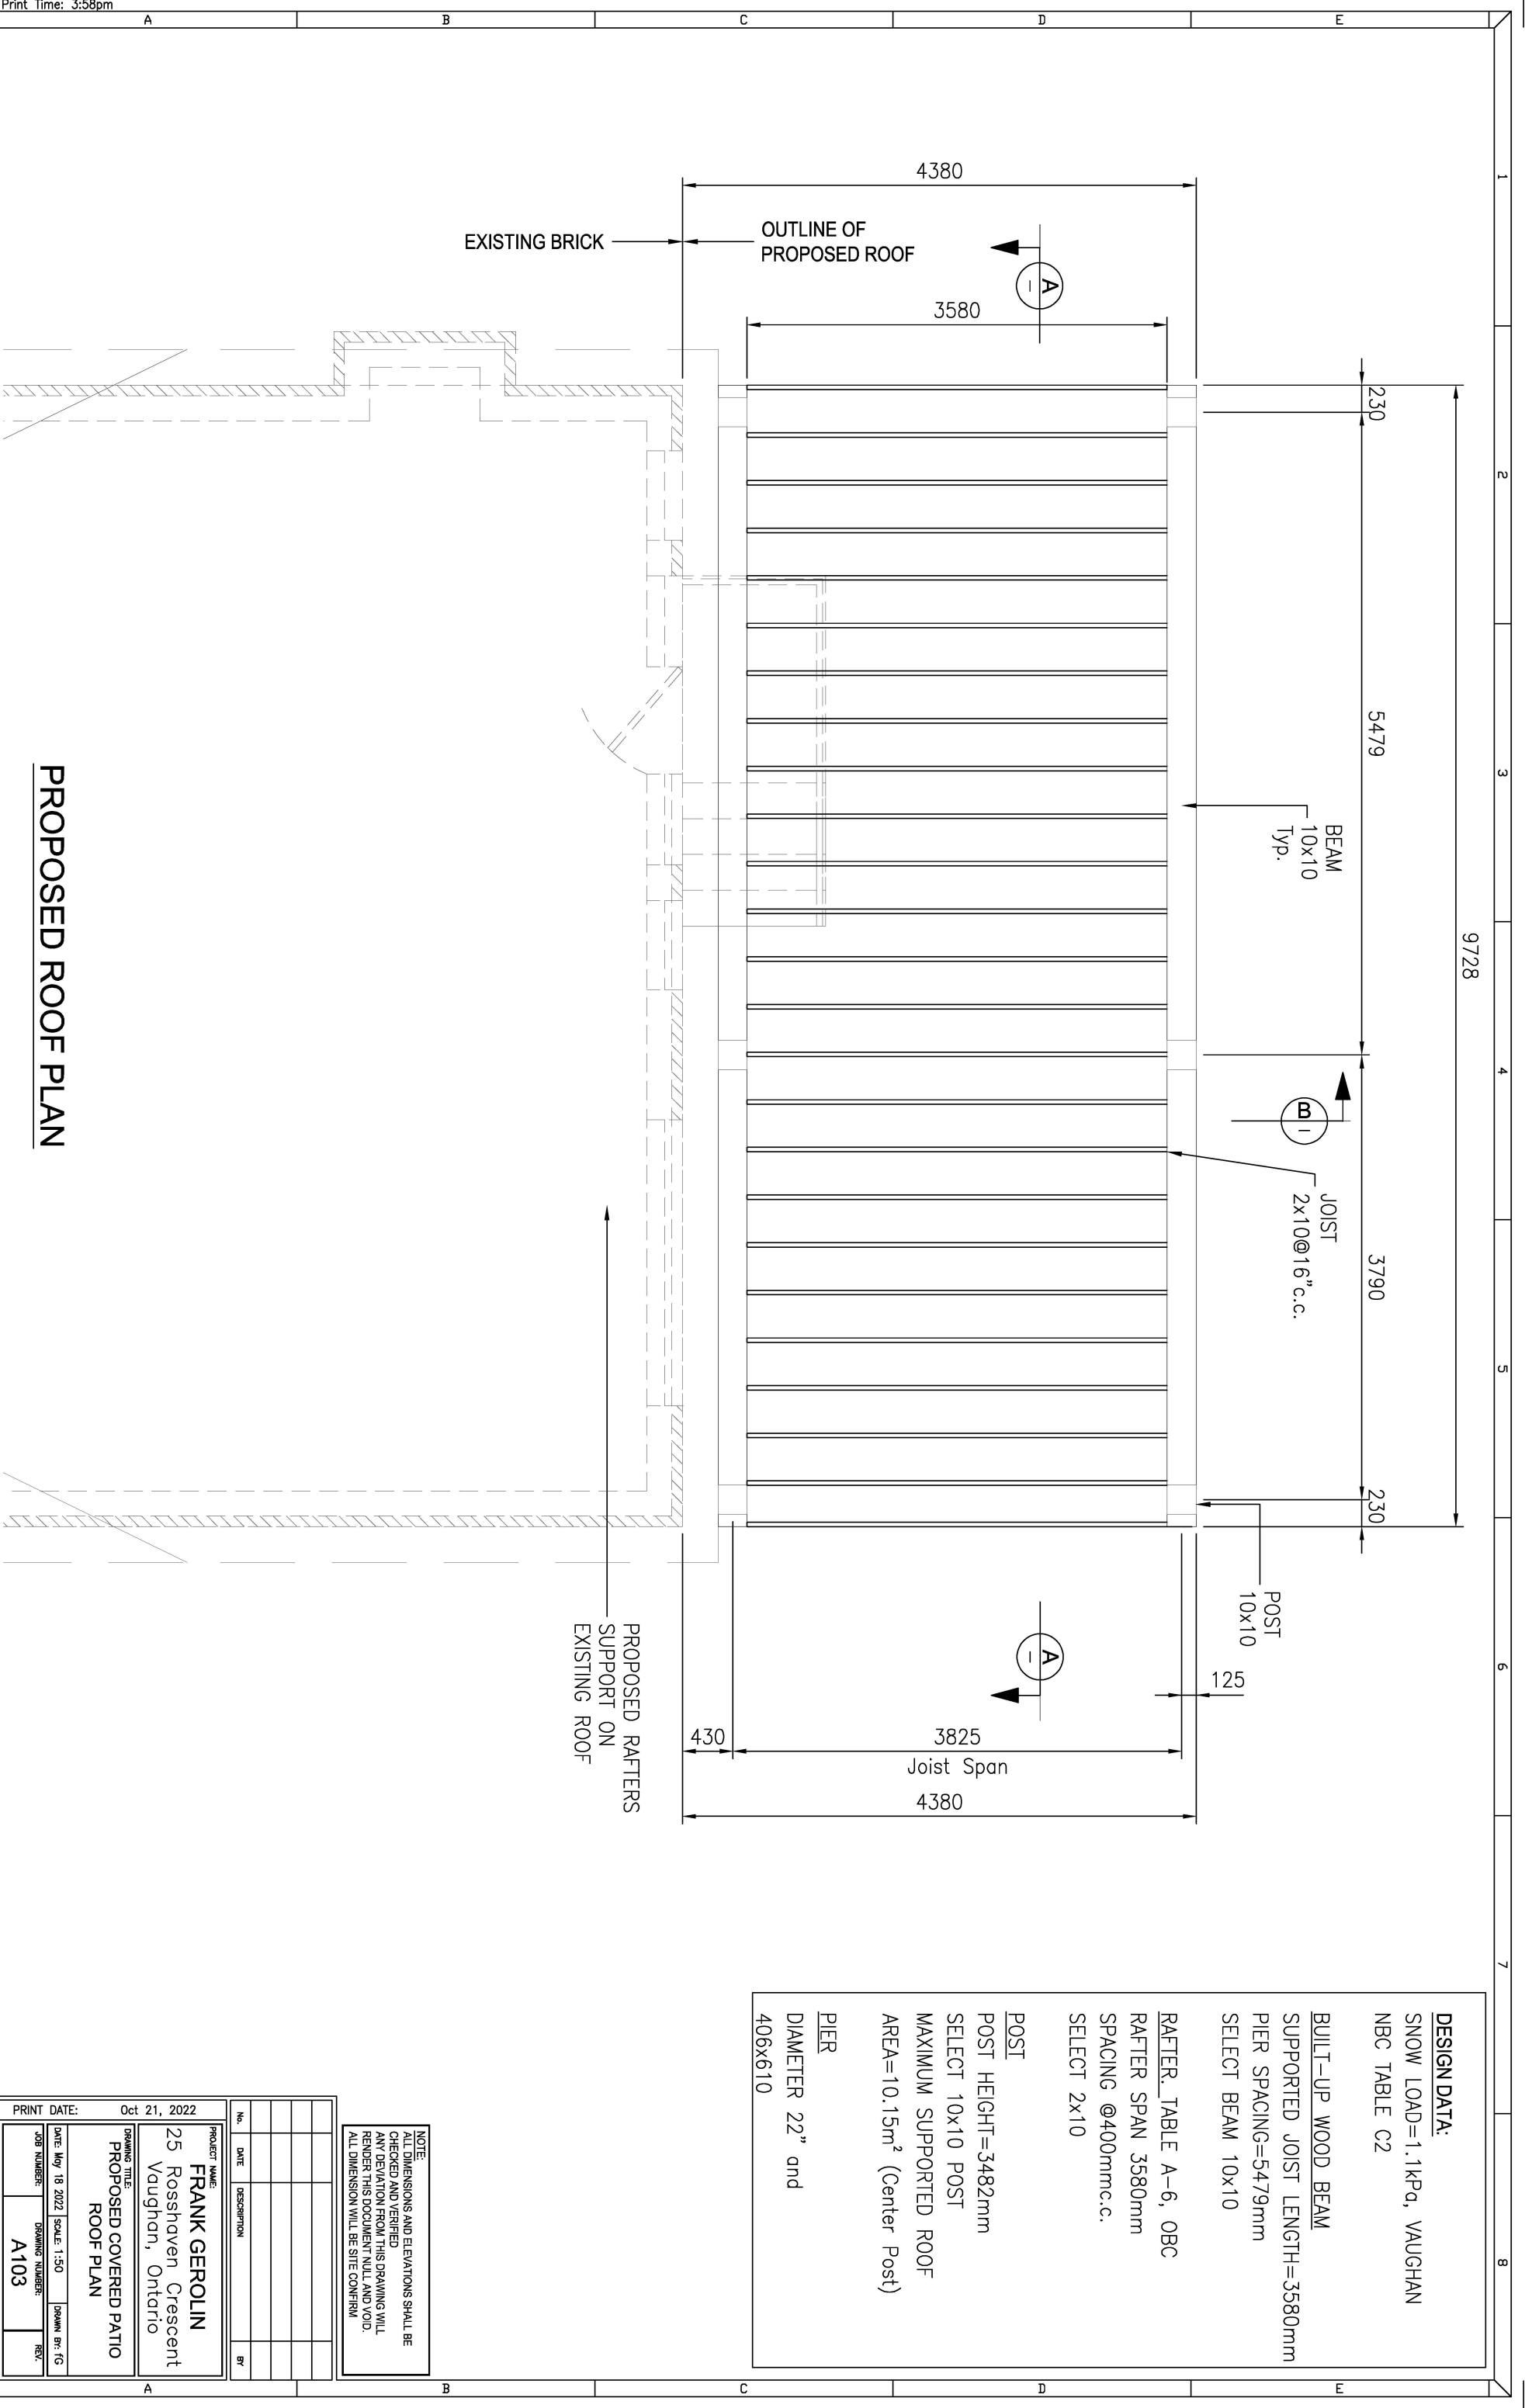 Print Time: 3:58pm
A
B
C
D
E
1
2
3
4
5
6
7
8
A
B
C
D
E
4380
EXISTING BRICK
OUTLINE OF
PROPOSED ROOF
A
–
3580
230
5479
9728
BEAM
10x10
Typ.
3790
B
–
JOIST
2x10@16"c.c.
230
POST
10x10
125
A
–
430
3825
Joist Span
4380
PROPOSED RAFTERS
SUPPORT ON
EXISTING ROOF
PROPOSED ROOF PLAN
DESIGN DATA:
SNOW LOAD=1.1kPa, VAUGHAN
NBC TABLE C2
BUILT-UP WOOD BEAM
SUPPORTED JOIST LENGTH=3580mm
PIER SPACING=5479mm
SELECT BEAM 10x10
RAFTER. TABLE A-6, OBC
RAFTER SPAN 3580mm
SPACING @400mmc.c.
SELECT 2x10
POST
POST HEIGHT=3482mm
SELECT 10x10 POST
MAXIMUM SUPPORTED ROOF
AREA=10.15m² (Center Post)
PIER
DIAMETER 22" and
406x610
NOTE:
ALL DIMENSIONS AND ELEVATIONS SHALL BE
CHECKED AND VERIFIED
ANY DEVIATION FROM THIS DRAWING WILL
RENDER THIS DOCUMENT NULL AND VOID.
ALL DIMENSION WILL BE SITE CONFIRM
No. DATE DESCRIPTION BY
PROJECT NAME:
FRANK GEROLIN
25 Rosshaven Crescent
Vaughan, Ontario
DRAWING TITLE:
PROPOSED COVERED PATIO
ROOF PLAN
DATE: May 18 2022 SCALE: 1:50 DRAWN BY: fG
JOB NUMBER: DRAWING NUMBER: REV.
A103
PRINT DATE: Oct 21, 2022